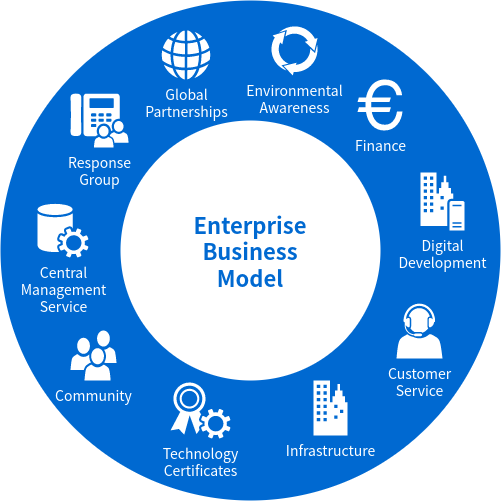 Global
Partnerships
Environmental
Awareness
Finance
Digital
Development
Customer
Service
Infrastructure
Technology
Certificates
Community
Central
Management
Service
Response
Group
Enterprise
Business
Model